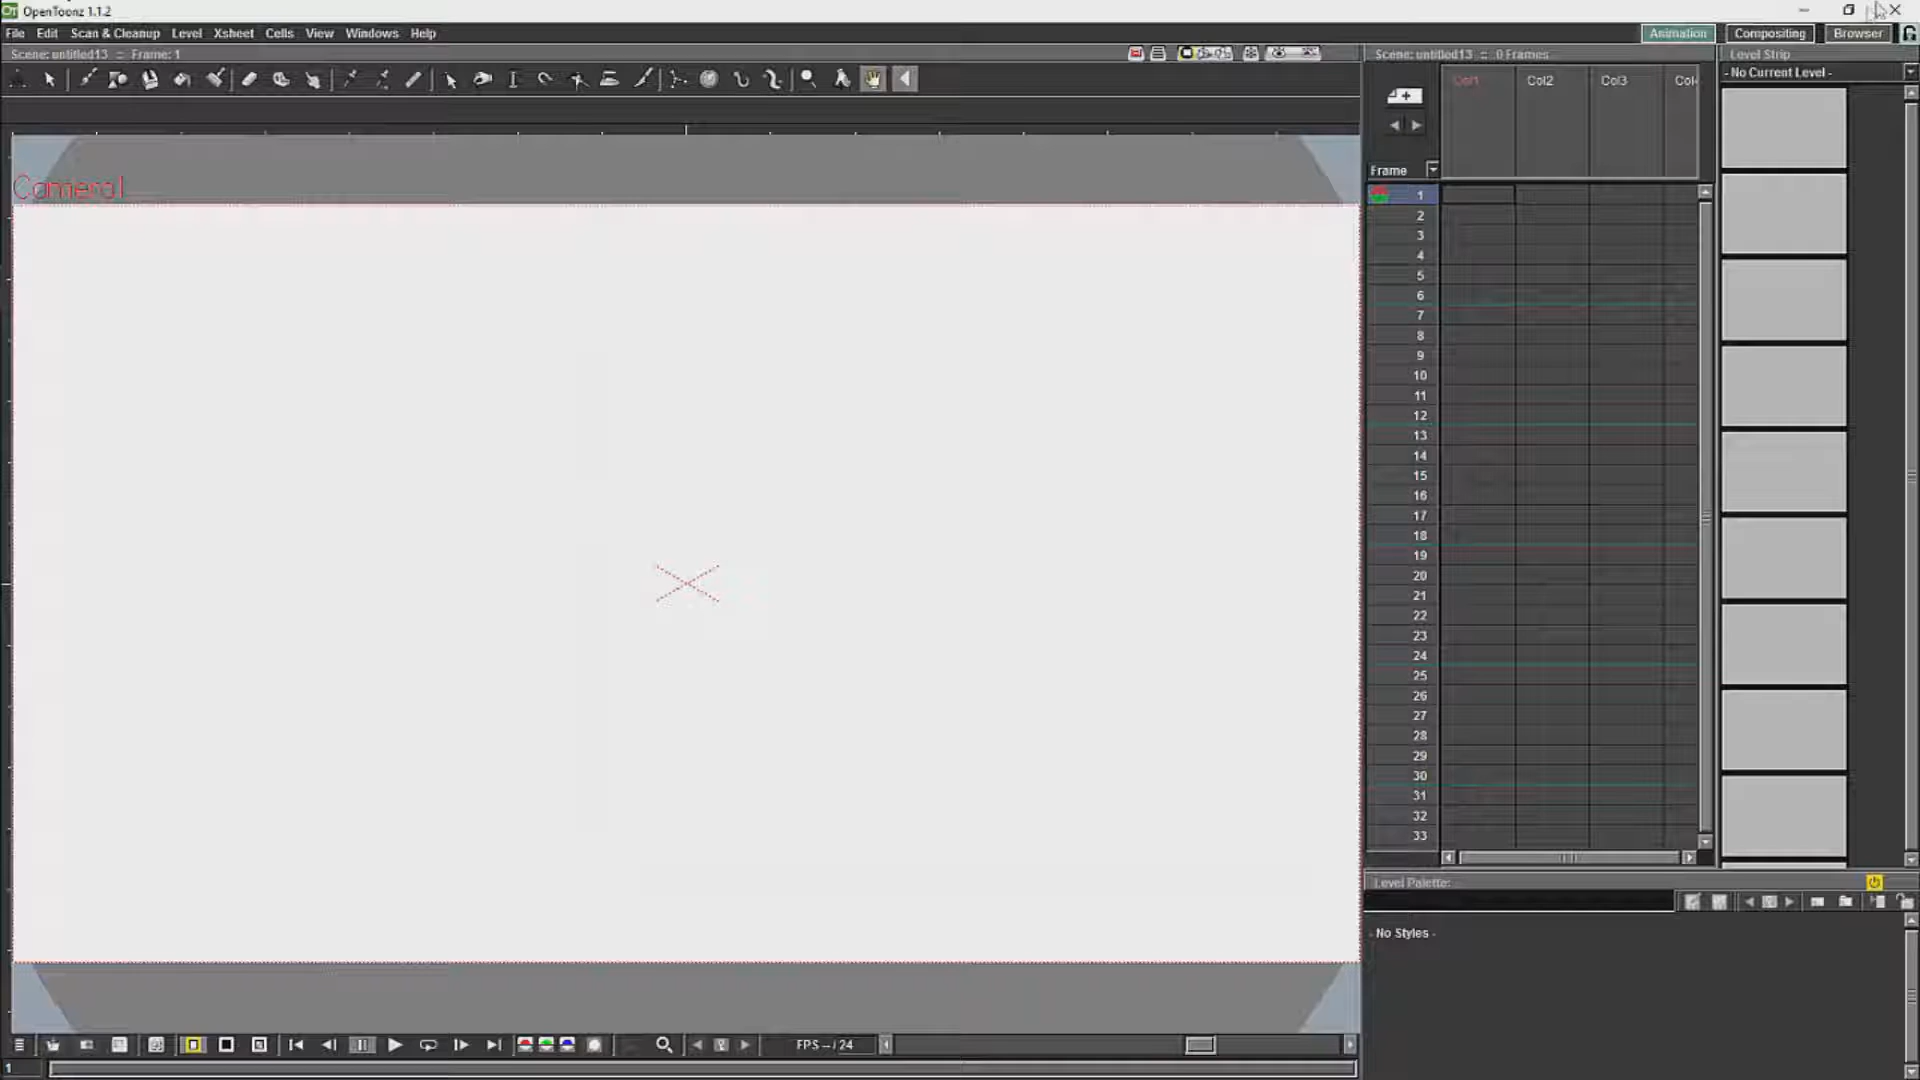 OpenToonz 1.1.2
File Edit Scan & Cleanup Level Xsheet Cells View Windows Help
Animation Compositing Browser
Scene: untitled13 :: Frame: 1
Scene: untitled13 :: 0 Frames
Level Strip
- No Current Level -
Col1 Col2 Col3 Col
Camera1
Frame
1
2
3
4
5
6
7
8
9
10
11
12
13
14
15
16
17
18
19
20
21
22
23
24
25
26
27
28
29
30
31
32
33
Level Palette:
- No Styles -
FPS -- / 24
1